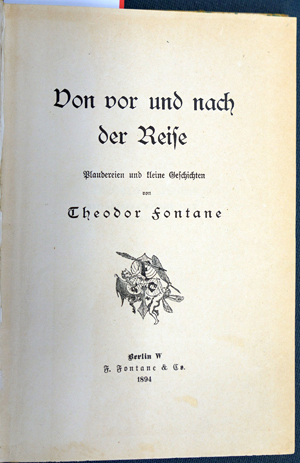 Von vor und nach
der Reise
Plaudereien und kleine Geschichten
von
Theodor Fontane
Berlin W
F. Fontane & Co.
1894